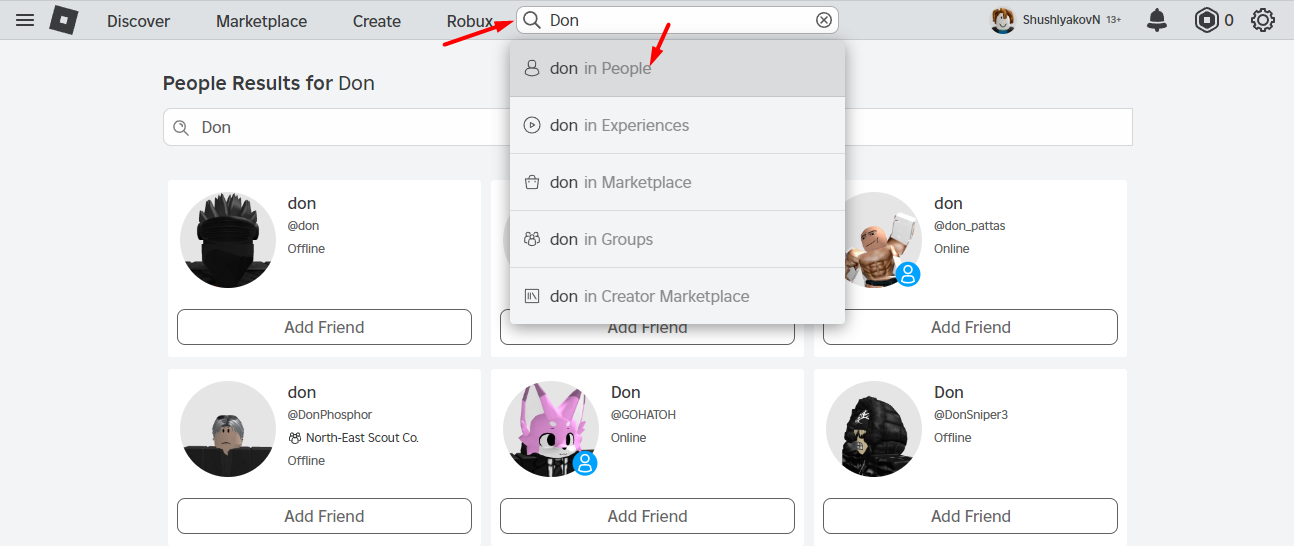 Discover Marketplace Create Robux Don ShushlyakovN 13+ 0
don in People
don in Experiences
don in Marketplace
don in Groups
don in Creator Marketplace
People Results for Don
Don
don
@don
Offline
Add Friend
Add Friend
don
@don_pattas
Online
Add Friend
don
@DonPhosphor
North-East Scout Co.
Offline
Add Friend
Don
@GOHATOH
Online
Add Friend
Don
@DonSniper3
Offline
Add Friend